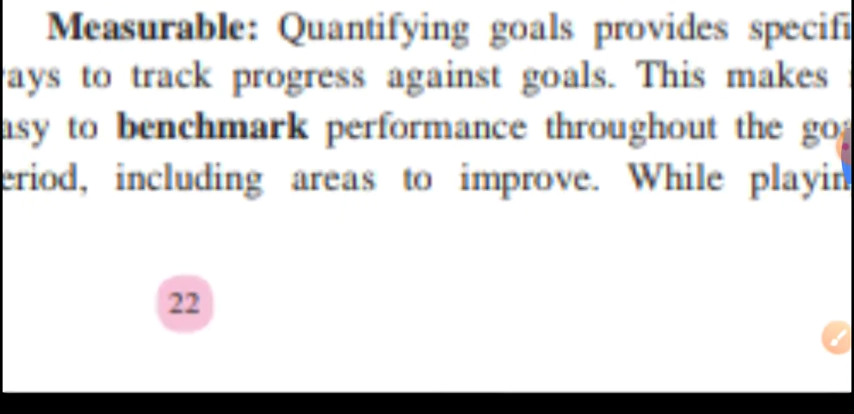 Measurable: Quantifying goals provides specifi
ays to track progress against goals. This makes
asy to benchmark performance throughout the goa
eriod, including areas to improve. While playin
22